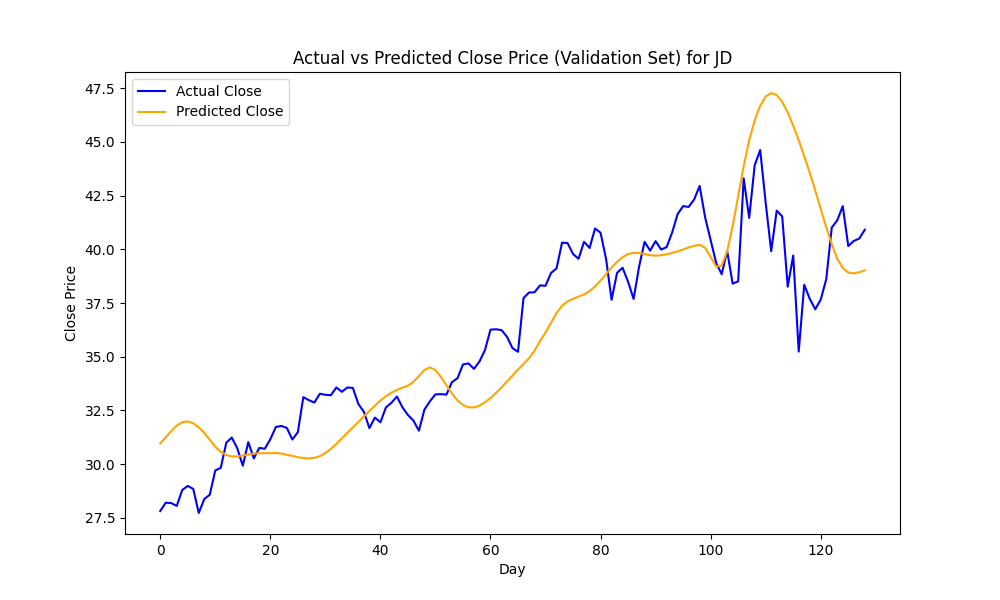 Actual vs Predicted Close Price (Validation Set) for JD
Actual Close
Predicted Close
47.5
45.0
42.5
40.0
37.5
35.0
32.5
30.0
27.5
Close Price
0 20 40 60 80 100 120
Day